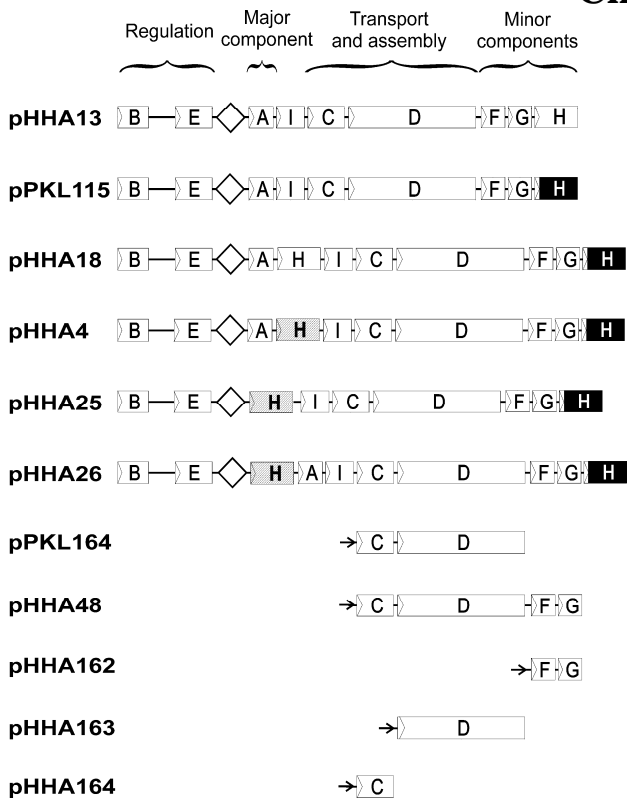 Regulation
Major
component
Transport
and assembly
Minor
components
pHHA13 B E A I C D F G H
pPKL115 B E A I C D F G H
pHHA18 B E A H I C D F G H
pHHA4 B E A H I C D F G H
pHHA25 B E H I C D F G H
pHHA26 B E H A I C D F G H
pPKL164 C D
pHHA48 C D F G
pHHA162 F G
pHHA163 D
pHHA164 C